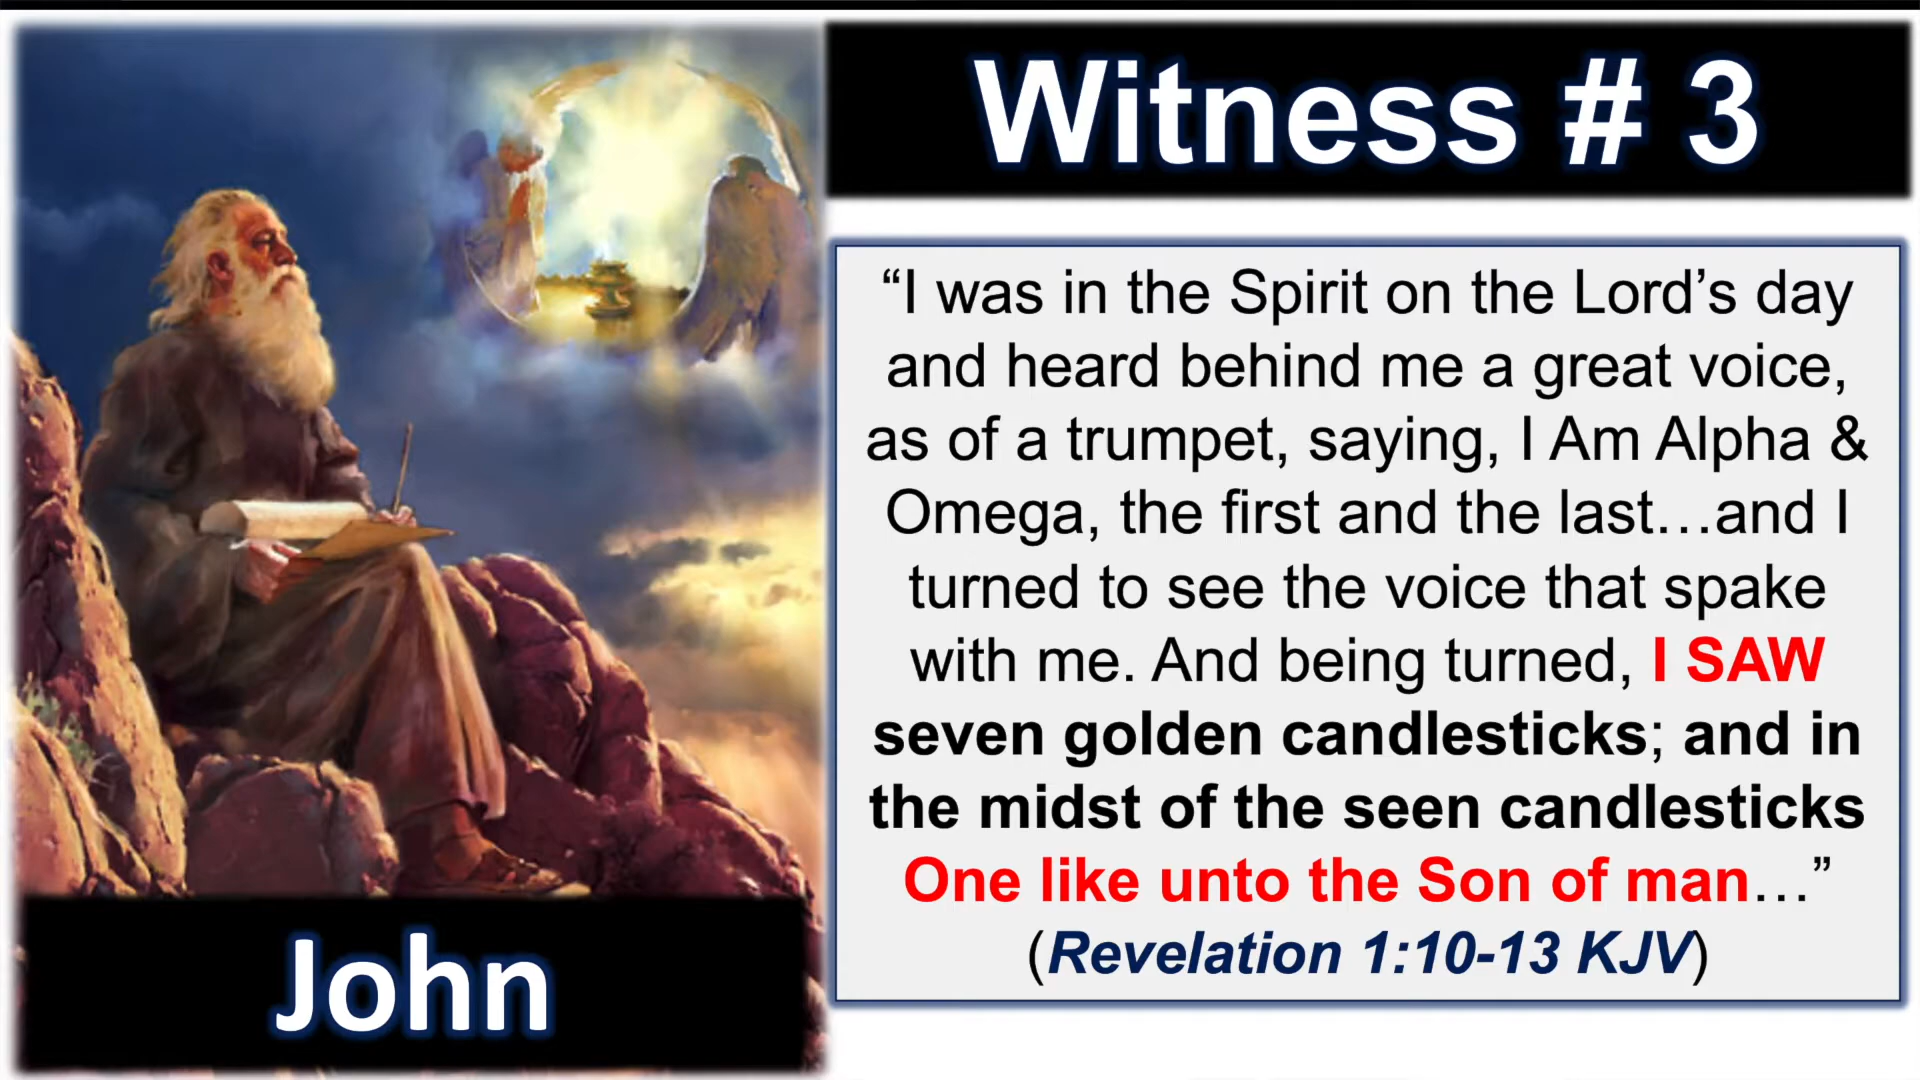 Witness # 3
“I was in the Spirit on the Lord’s day
and heard behind me a great voice,
as of a trumpet, saying, I Am Alpha &
Omega, the first and the last…and I
turned to see the voice that spake
with me. And being turned, I SAW
seven golden candlesticks; and in
the midst of the seen candlesticks
One like unto the Son of man…”
(Revelation 1:10-13 KJV)
John